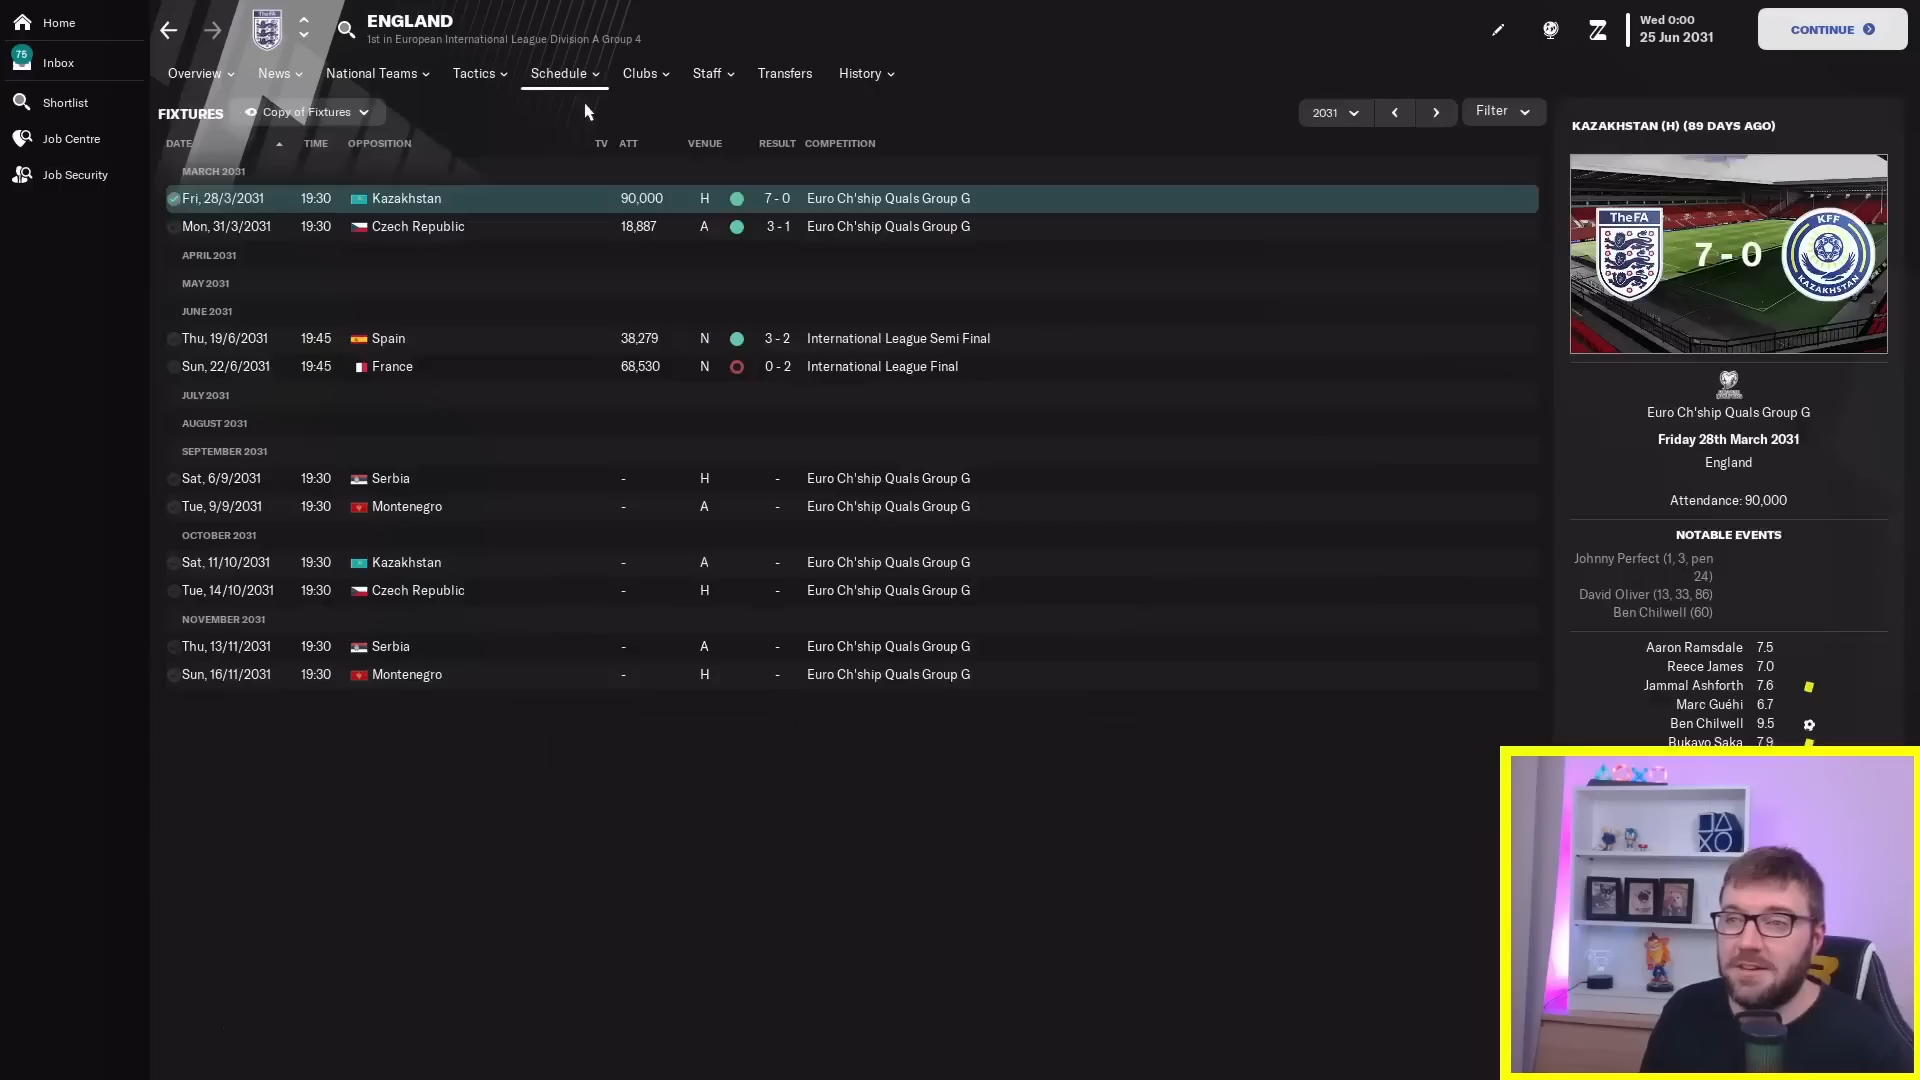 Home
75
Inbox
Shortlist
Job Centre
Job Security
ENGLAND
1st in European International League Division A Group 4
Wed 0:00
25 Jun 2031
CONTINUE
Overview News National Teams Tactics Schedule Clubs Staff Transfers History
FIXTURES Copy of Fixtures 2031 Filter
DATE TIME OPPOSITION TV ATT VENUE RESULT COMPETITION
MARCH 2031
Fri, 28/3/2031 19:30 Kazakhstan 90,000 H 7 - 0 Euro Ch'ship Quals Group G
Mon, 31/3/2031 19:30 Czech Republic 18,887 A 3 - 1 Euro Ch'ship Quals Group G
APRIL 2031
MAY 2031
JUNE 2031
Thu, 19/6/2031 19:45 Spain 38,279 N 3 - 2 International League Semi Final
Sun, 22/6/2031 19:45 France 68,530 N 0 - 2 International League Final
JULY 2031
AUGUST 2031
SEPTEMBER 2031
Sat, 6/9/2031 19:30 Serbia - H - Euro Ch'ship Quals Group G
Tue, 9/9/2031 19:30 Montenegro - A - Euro Ch'ship Quals Group G
OCTOBER 2031
Sat, 11/10/2031 19:30 Kazakhstan - A - Euro Ch'ship Quals Group G
Tue, 14/10/2031 19:30 Czech Republic - H - Euro Ch'ship Quals Group G
NOVEMBER 2031
Thu, 13/11/2031 19:30 Serbia - A - Euro Ch'ship Quals Group G
Sun, 16/11/2031 19:30 Montenegro - H - Euro Ch'ship Quals Group G
KAZAKHSTAN (H) (89 DAYS AGO)
TheFA
7 - 0
KFF
KAZAKHSTAN
Euro Ch'ship Quals Group G
Friday 28th March 2031
England
Attendance: 90,000
NOTABLE EVENTS
Johnny Perfect (1, 3, pen
24)
David Oliver (13, 33, 86)
Ben Chilwell (60)
Aaron Ramsdale 7.5
Reece James 7.0
Jammal Ashforth 7.6
Marc Guéhi 6.7
Ben Chilwell 9.5
Bukayo Saka 7.9